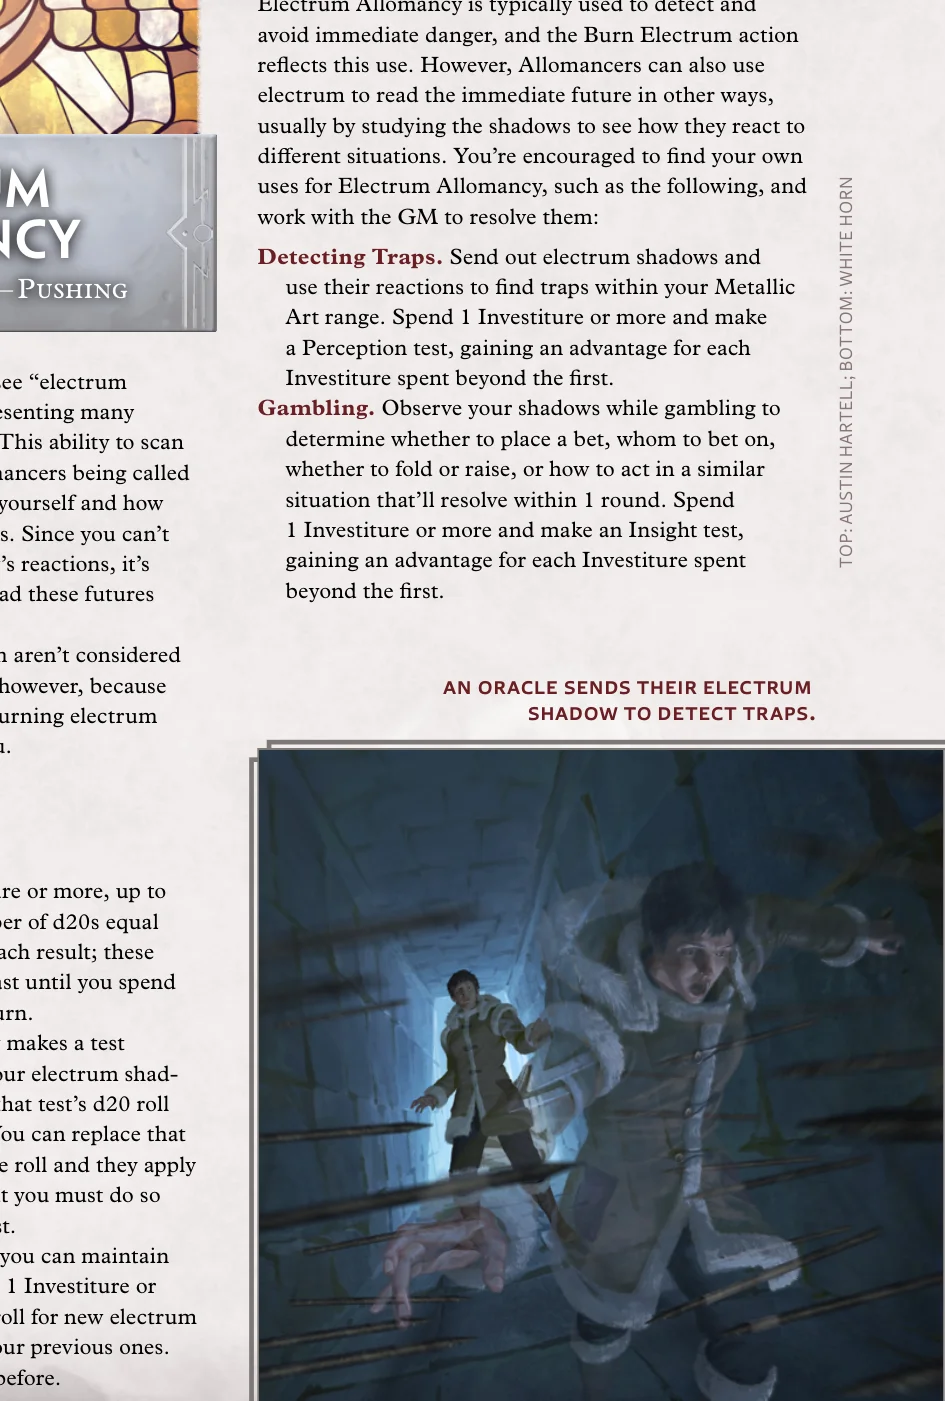 UM
NCY
—PUSHING
see “electrum
esenting many
This ability to scan
mancers being called
yourself and how
s. Since you can’t
’s reactions, it’s
ad these futures
n aren’t considered
however, because
urning electrum
u.
re or more, up to
ber of d20s equal
ach result; these
ast until you spend
urn.
y makes a test
our electrum shad-
that test’s d20 roll
You can replace that
e roll and they apply
t you must do so
st.
you can maintain
1 Investiture or
roll for new electrum
our previous ones.
before.
Electrum Allomancy is typically used to detect and
avoid immediate danger, and the Burn Electrum action
reflects this use. However, Allomancers can also use
electrum to read the immediate future in other ways,
usually by studying the shadows to see how they react to
different situations. You’re encouraged to find your own
uses for Electrum Allomancy, such as the following, and
work with the GM to resolve them:
Detecting Traps. Send out electrum shadows and
use their reactions to find traps within your Metallic
Art range. Spend 1 Investiture or more and make
a Perception test, gaining an advantage for each
Investiture spent beyond the first.
Gambling. Observe your shadows while gambling to
determine whether to place a bet, whom to bet on,
whether to fold or raise, or how to act in a similar
situation that’ll resolve within 1 round. Spend
1 Investiture or more and make an Insight test,
gaining an advantage for each Investiture spent
beyond the first.
TOP: AUSTIN HARTELL; BOTTOM: WHITE HORN
AN ORACLE SENDS THEIR ELECTRUM
SHADOW TO DETECT TRAPS.